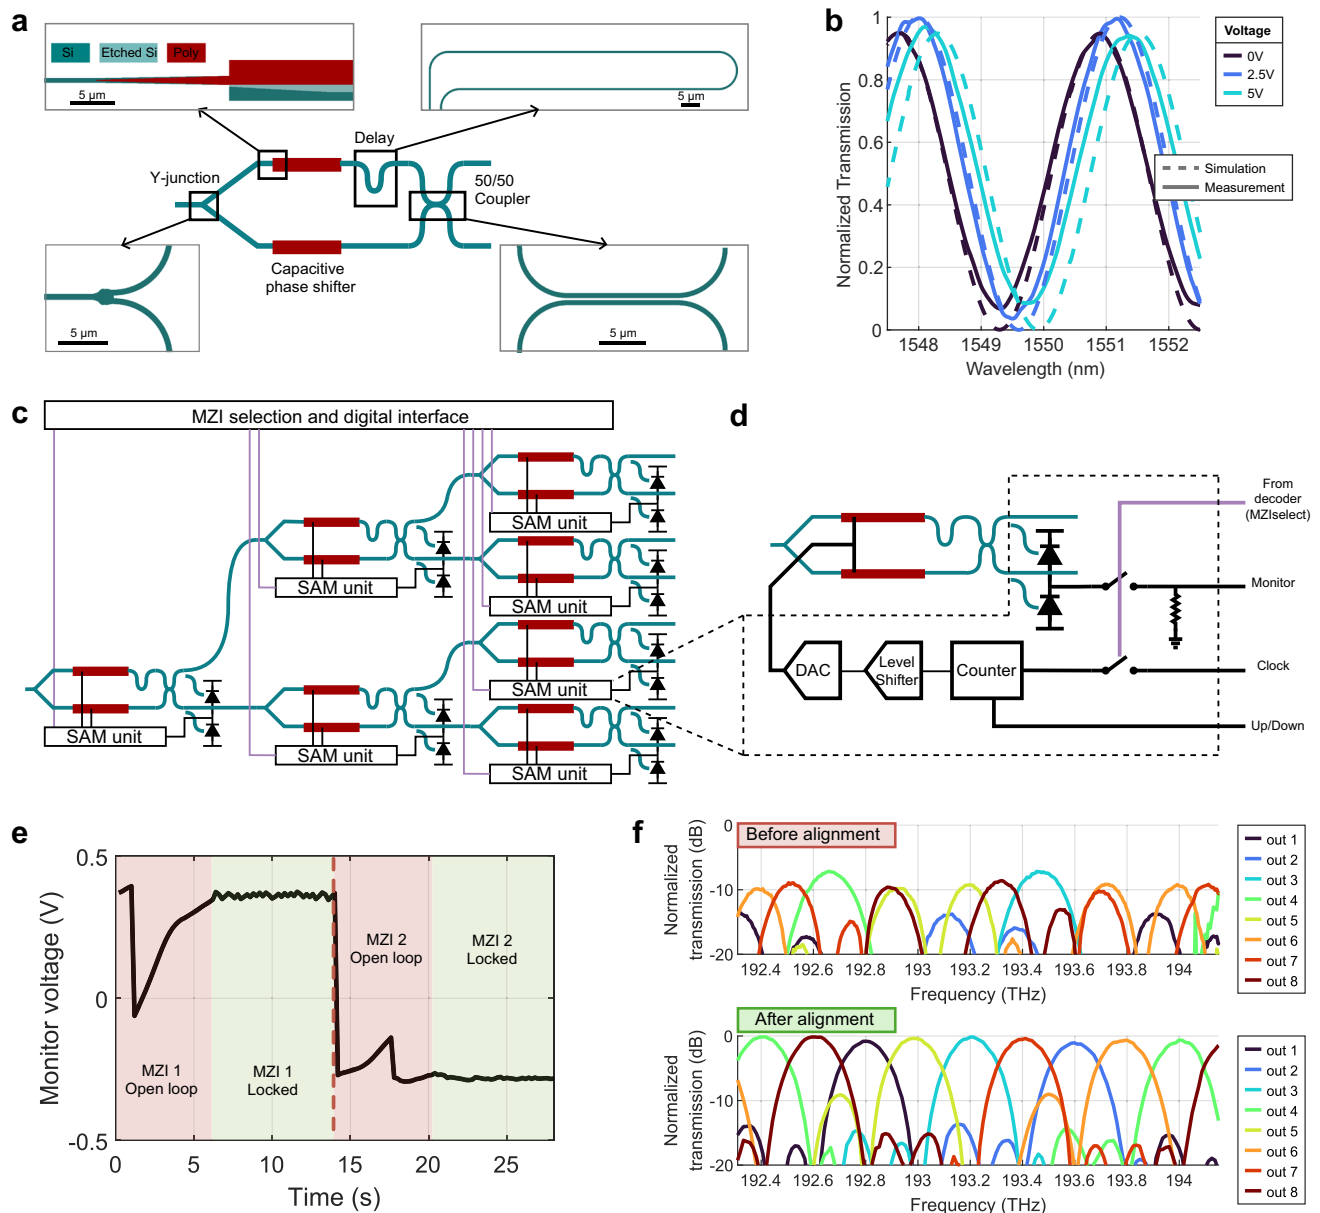 a
Si
Etched Si
Poly
5 µm
5 µm
Delay
Y-junction
50/50
Coupler
Capacitive
phase shifter
5 µm
5 µm
b
Normalized Transmission
1
0.8
0.6
0.4
0.2
0
1548
1549
1550
1551
1552
Wavelength (nm)
Voltage
0V
2.5V
5V
Simulation
Measurement
c
MZI selection and digital interface
SAM unit
SAM unit
SAM unit
SAM unit
SAM unit
SAM unit
SAM unit
d
From
decoder
(MZIselect)
Monitor
DAC
Level
Shifter
Counter
Clock
Up/Down
e
Monitor voltage (V)
0.5
0
-0.5
MZI 1
Open loop
MZI 1
Locked
MZI 2
Open loop
MZI 2
Locked
0
5
10
15
20
25
Time (s)
f
Before alignment
Normalized
transmission (dB)
0
-10
-20
192.4
192.6
192.8
193
193.2
193.4
193.6
193.8
194
Frequency (THz)
out 1
out 2
out 3
out 4
out 5
out 6
out 7
out 8
After alignment
Normalized
transmission (dB)
0
-10
-20
192.4
192.6
192.8
193
193.2
193.4
193.6
193.8
194
Frequency (THz)
out 1
out 2
out 3
out 4
out 5
out 6
out 7
out 8